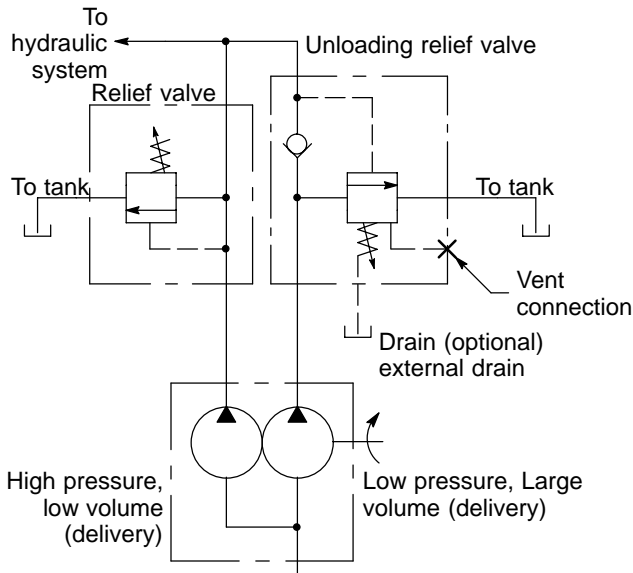 To
hydraulic
system
Unloading relief valve
Relief valve
To tank
To tank
Vent
connection
Drain (optional)
external drain
High pressure,
low volume
(delivery)
Low pressure, Large
volume (delivery)